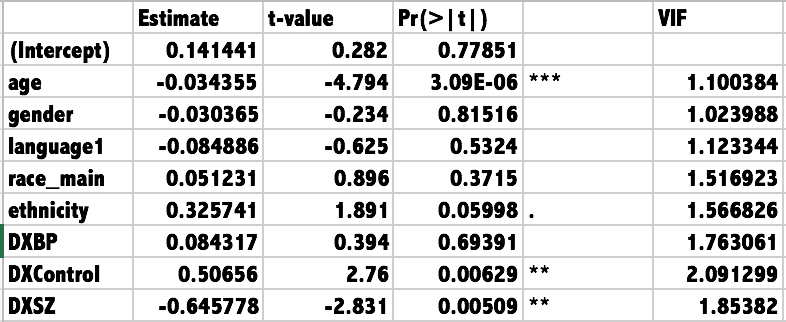 Estimate t-value Pr(>|t|) VIF
(Intercept) 0.141441 0.282 0.77851
age -0.034355 -4.794 3.09E-06 *** 1.100384
gender -0.030365 -0.234 0.81516 1.023988
language1 -0.084886 -0.625 0.5324 1.123344
race_main 0.051231 0.896 0.3715 1.516923
ethnicity 0.325741 1.891 0.05998 . 1.566826
DXBP 0.084317 0.394 0.69391 1.763061
DXControl 0.50656 2.76 0.00629 ** 2.091299
DXSZ -0.645778 -2.831 0.00509 ** 1.85382